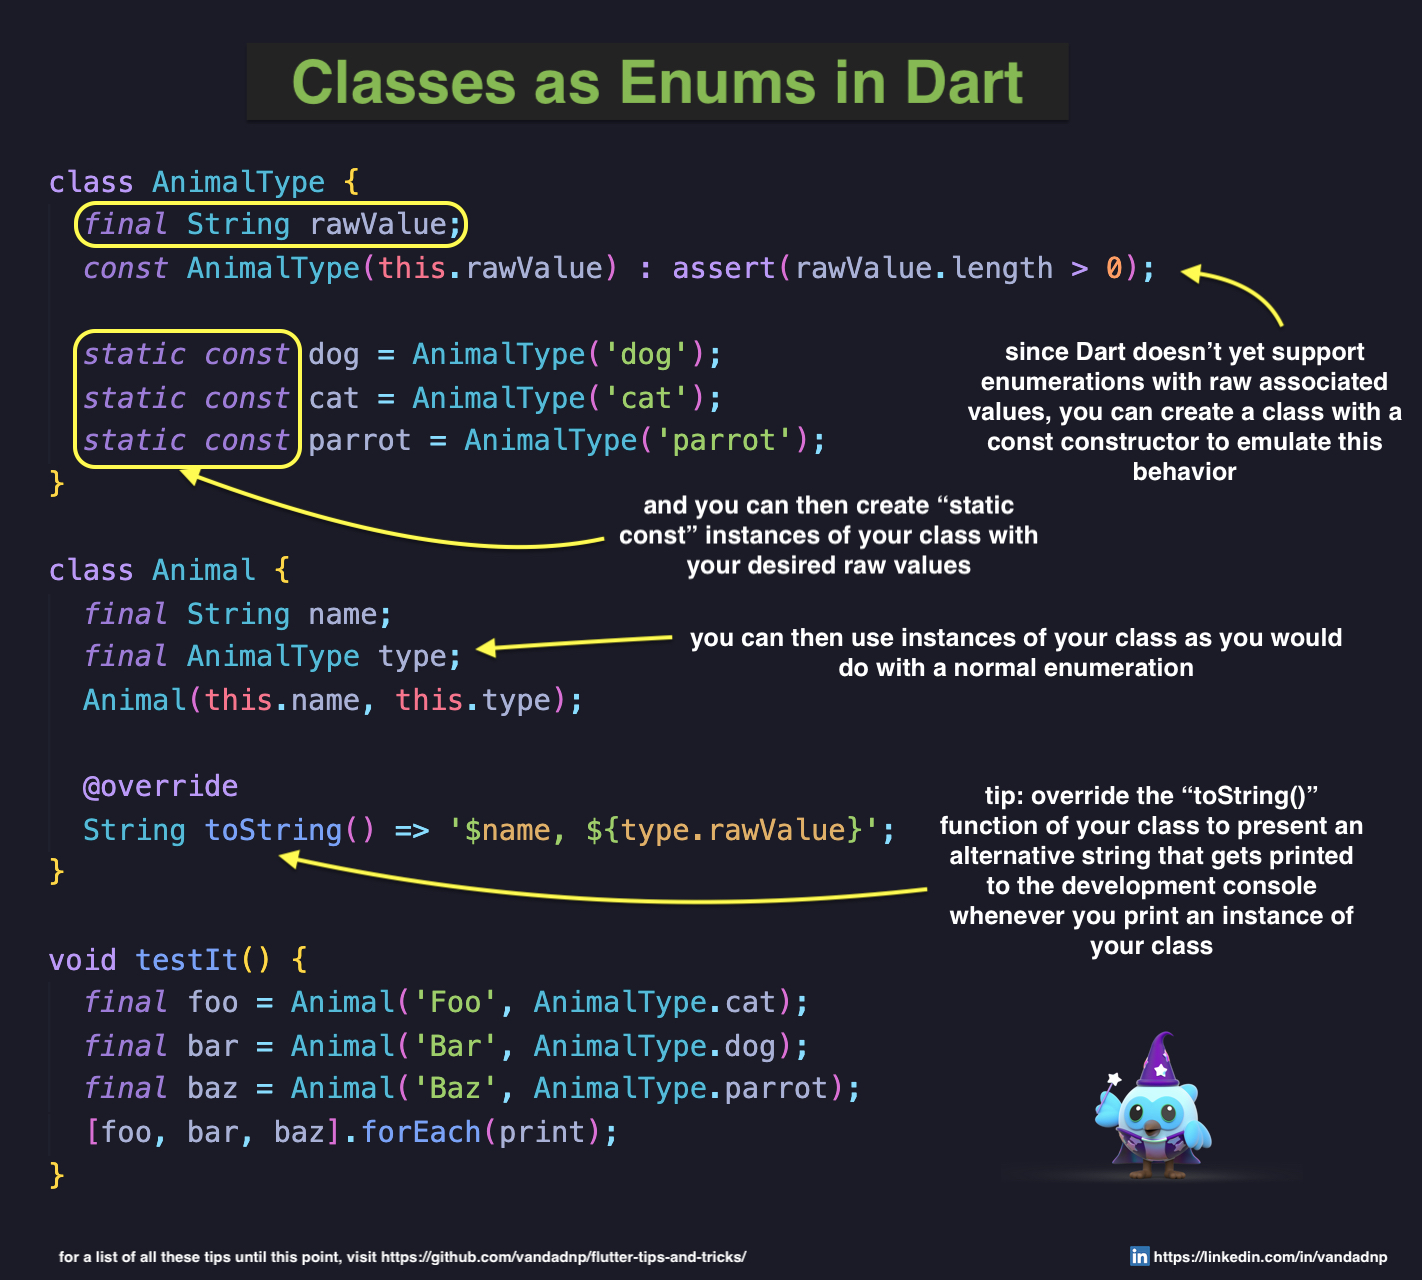 Classes as Enums in Dart
class AnimalType {
final String rawValue;
const AnimalType(this.rawValue) : assert(rawValue.length > 0);
static const dog = AnimalType('dog');
static const cat = AnimalType('cat');
static const parrot = AnimalType('parrot');
}
since Dart doesn’t yet support
enumerations with raw associated
values, you can create a class with a
const constructor to emulate this
behavior
and you can then create “static
const” instances of your class with
your desired raw values
class Animal {
final String name;
final AnimalType type;
Animal(this.name, this.type);
you can then use instances of your class as you would
do with a normal enumeration
@override
String toString() => '$name, ${type.rawValue}';
}
tip: override the “toString()”
function of your class to present an
alternative string that gets printed
to the development console
whenever you print an instance of
your class
void testIt() {
final foo = Animal('Foo', AnimalType.cat);
final bar = Animal('Bar', AnimalType.dog);
final baz = Animal('Baz', AnimalType.parrot);
[foo, bar, baz].forEach(print);
}
for a list of all these tips until this point, visit https://github.com/vandadnp/flutter-tips-and-tricks/
in https://linkedin.com/in/vandadnp